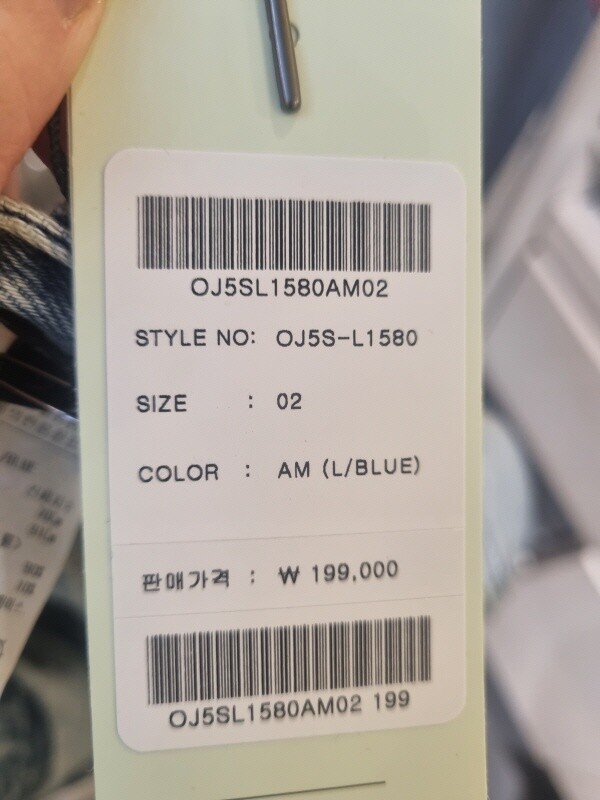 OJ5SL1580AM02
STYLE NO: OJ5S-L1580
SIZE : 02
COLOR : AM (L/BLUE)
판매가격 : ₩ 199,000
OJ5SL1580AM02 199